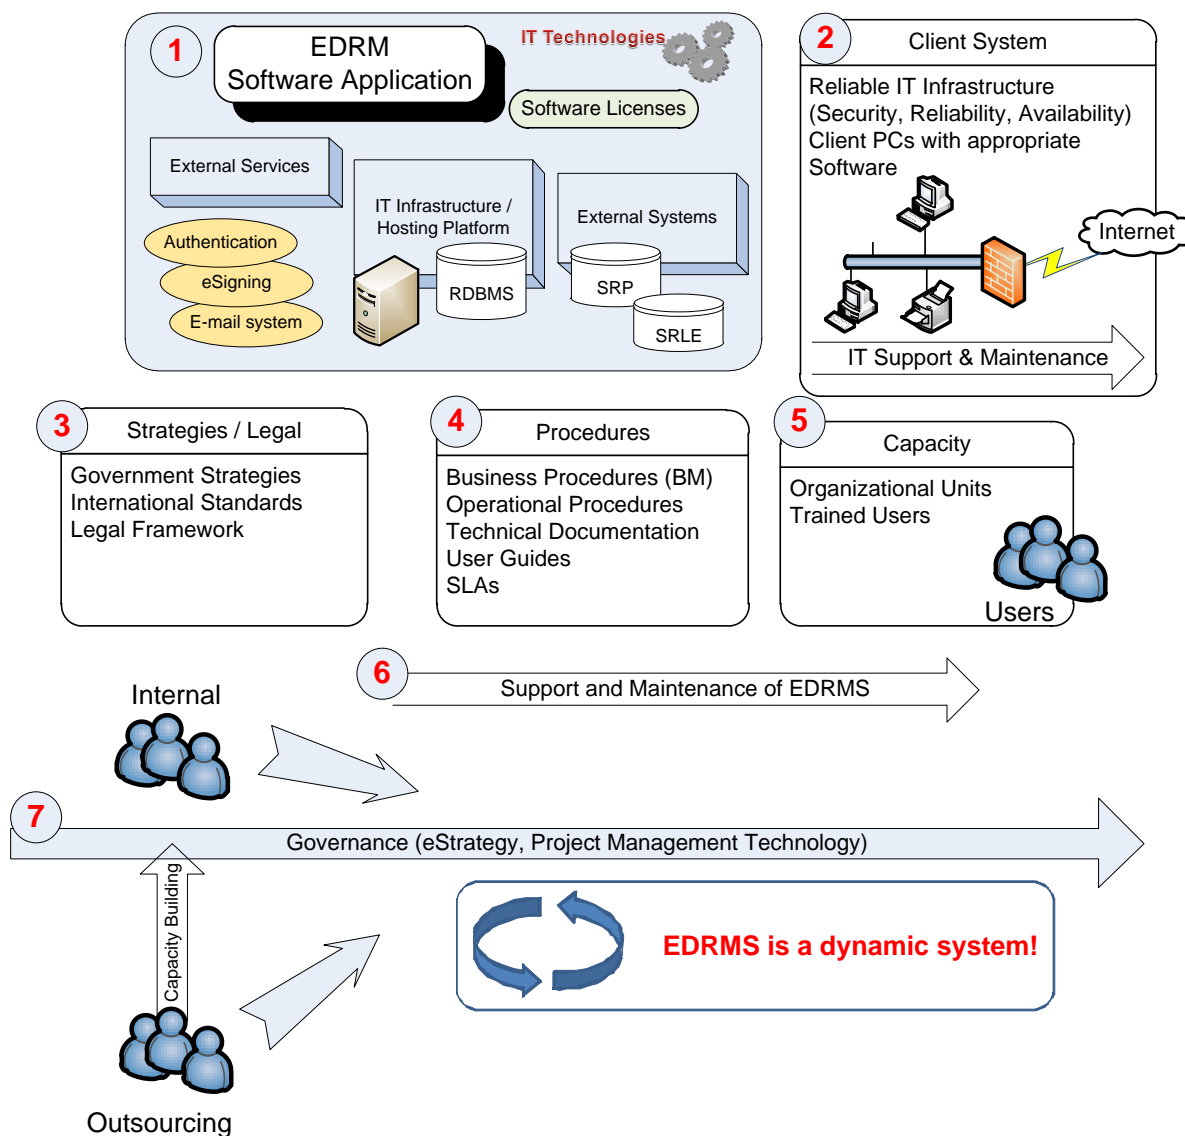 1
EDRM
Software Application
IT Technologies
Software Licenses
External Services
IT Infrastructure /
Hosting Platform
External Systems
Authentication
eSigning
E-mail system
RDBMS
SRP
SRLE
2
Client System
Reliable IT Infrastructure
(Security, Reliability, Availability)
Client PCs with appropriate
Software
Internet
IT Support & Maintenance
3
Strategies / Legal
Government Strategies
International Standards
Legal Framework
4
Procedures
Business Procedures (BM)
Operational Procedures
Technical Documentation
User Guides
SLAs
5
Capacity
Organizational Units
Trained Users
Users
6
Support and Maintenance of EDRMS
Internal
7
Governance (eStrategy, Project Management Technology)
Capacity Building
EDRMS is a dynamic system!
Outsourcing